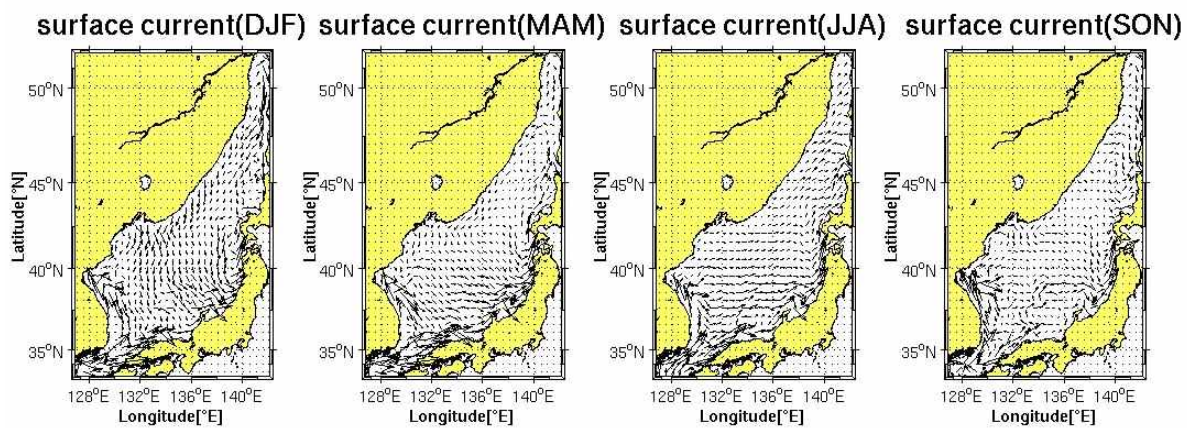 surface current(DJF) surface current(MAM) surface current(JJA) surface current(SON)
50°N 50°N 50°N 50°N
45°N 45°N 45°N 45°N
40°N 40°N 40°N 40°N
35°N 35°N 35°N 35°N
Latitude[°N] Latitude[°N] Latitude[°N] Latitude[°N]
128°E 132°E 136°E 140°E 128°E 132°E 136°E 140°E 128°E 132°E 136°E 140°E 128°E 132°E 136°E 140°E
Longitude[°E] Longitude[°E] Longitude[°E] Longitude[°E]